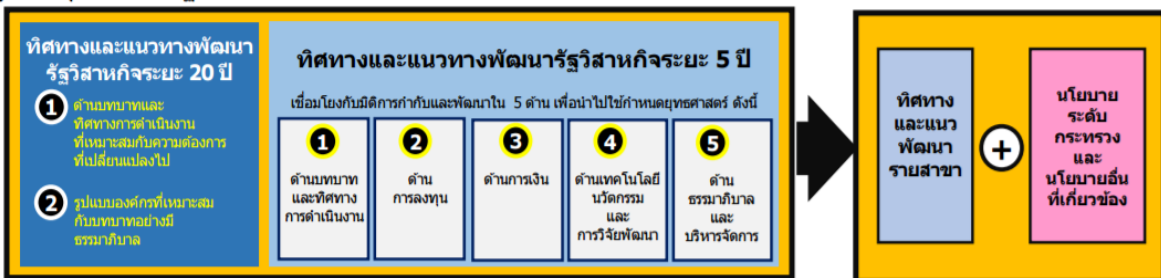 ทิศทางและแนวทางพัฒนา
รัฐวิสาหกิจระยะ 20 ปี
1 ด้านบทบาทและ
ทิศทางการดำเนินงาน
ที่เหมาะสมกับความต้องการ
ที่เปลี่ยนแปลงไป
2 รูปแบบองค์กรที่เหมาะสม
กับบทบาทอย่างมี
ธรรมาภิบาล
ทิศทางและแนวทางพัฒนารัฐวิสาหกิจระยะ 5 ปี
เชื่อมโยงกับมิติการกำกับและพัฒนาใน 5 ด้าน เพื่อนำไปใช้กำหนดยุทธศาสตร์ ดังนี้
1
ด้านบทบาท
และทิศทาง
การดำเนินงาน
2
ด้าน
การลงทุน
3
ด้านการเงิน
4
ด้านเทคโนโลยี
นวัตกรรม
และ
การวิจัยพัฒนา
5
ด้าน
ธรรมาภิบาล
และ
บริหารจัดการ
ทิศทาง
และแนว
พัฒนา
รายสาขา
+
นโยบาย
ระดับ
กระทรวง
และ
นโยบายอื่น
ที่เกี่ยวข้อง